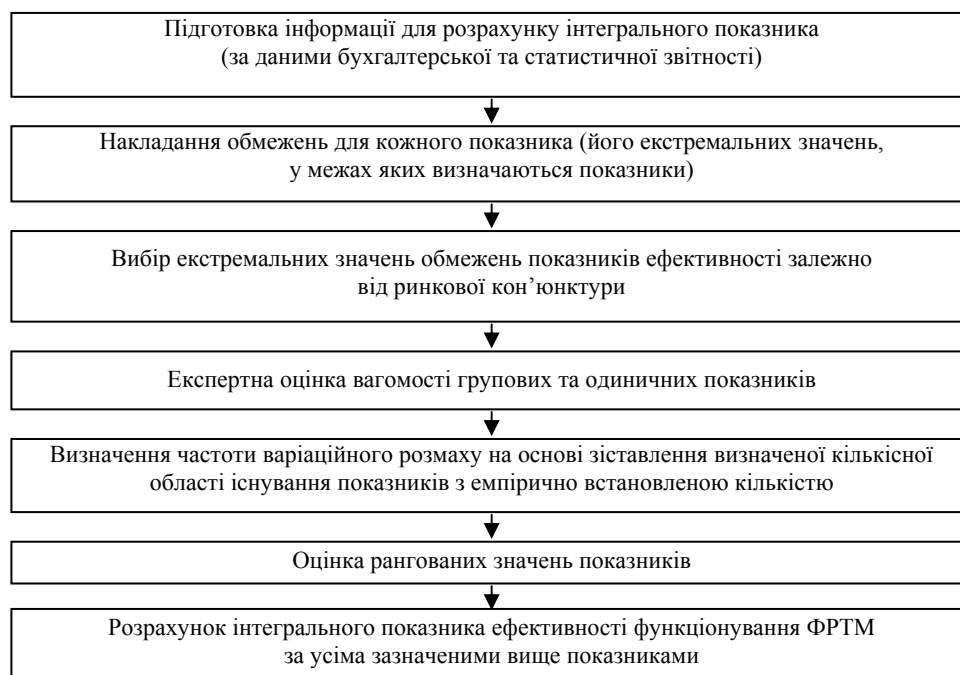 Підготовка інформації для розрахунку інтегрального показника
(за даними бухгалтерської та статистичної звітності)
Накладання обмежень для кожного показника (його екстремальних значень,
у межах яких визначаються показники)
Вибір екстремальних значень обмежень показників ефективності залежно
від ринкової кон’юнктури
Експертна оцінка вагомості групових та одиничних показників
Визначення частоти варіаційного розмаху на основі зіставлення визначеної кількісної
області існування показників з емпірично встановленою кількістю
Оцінка рангованих значень показників
Розрахунок інтегрального показника ефективності функціонування ФРТМ
за усіма зазначеними вище показниками